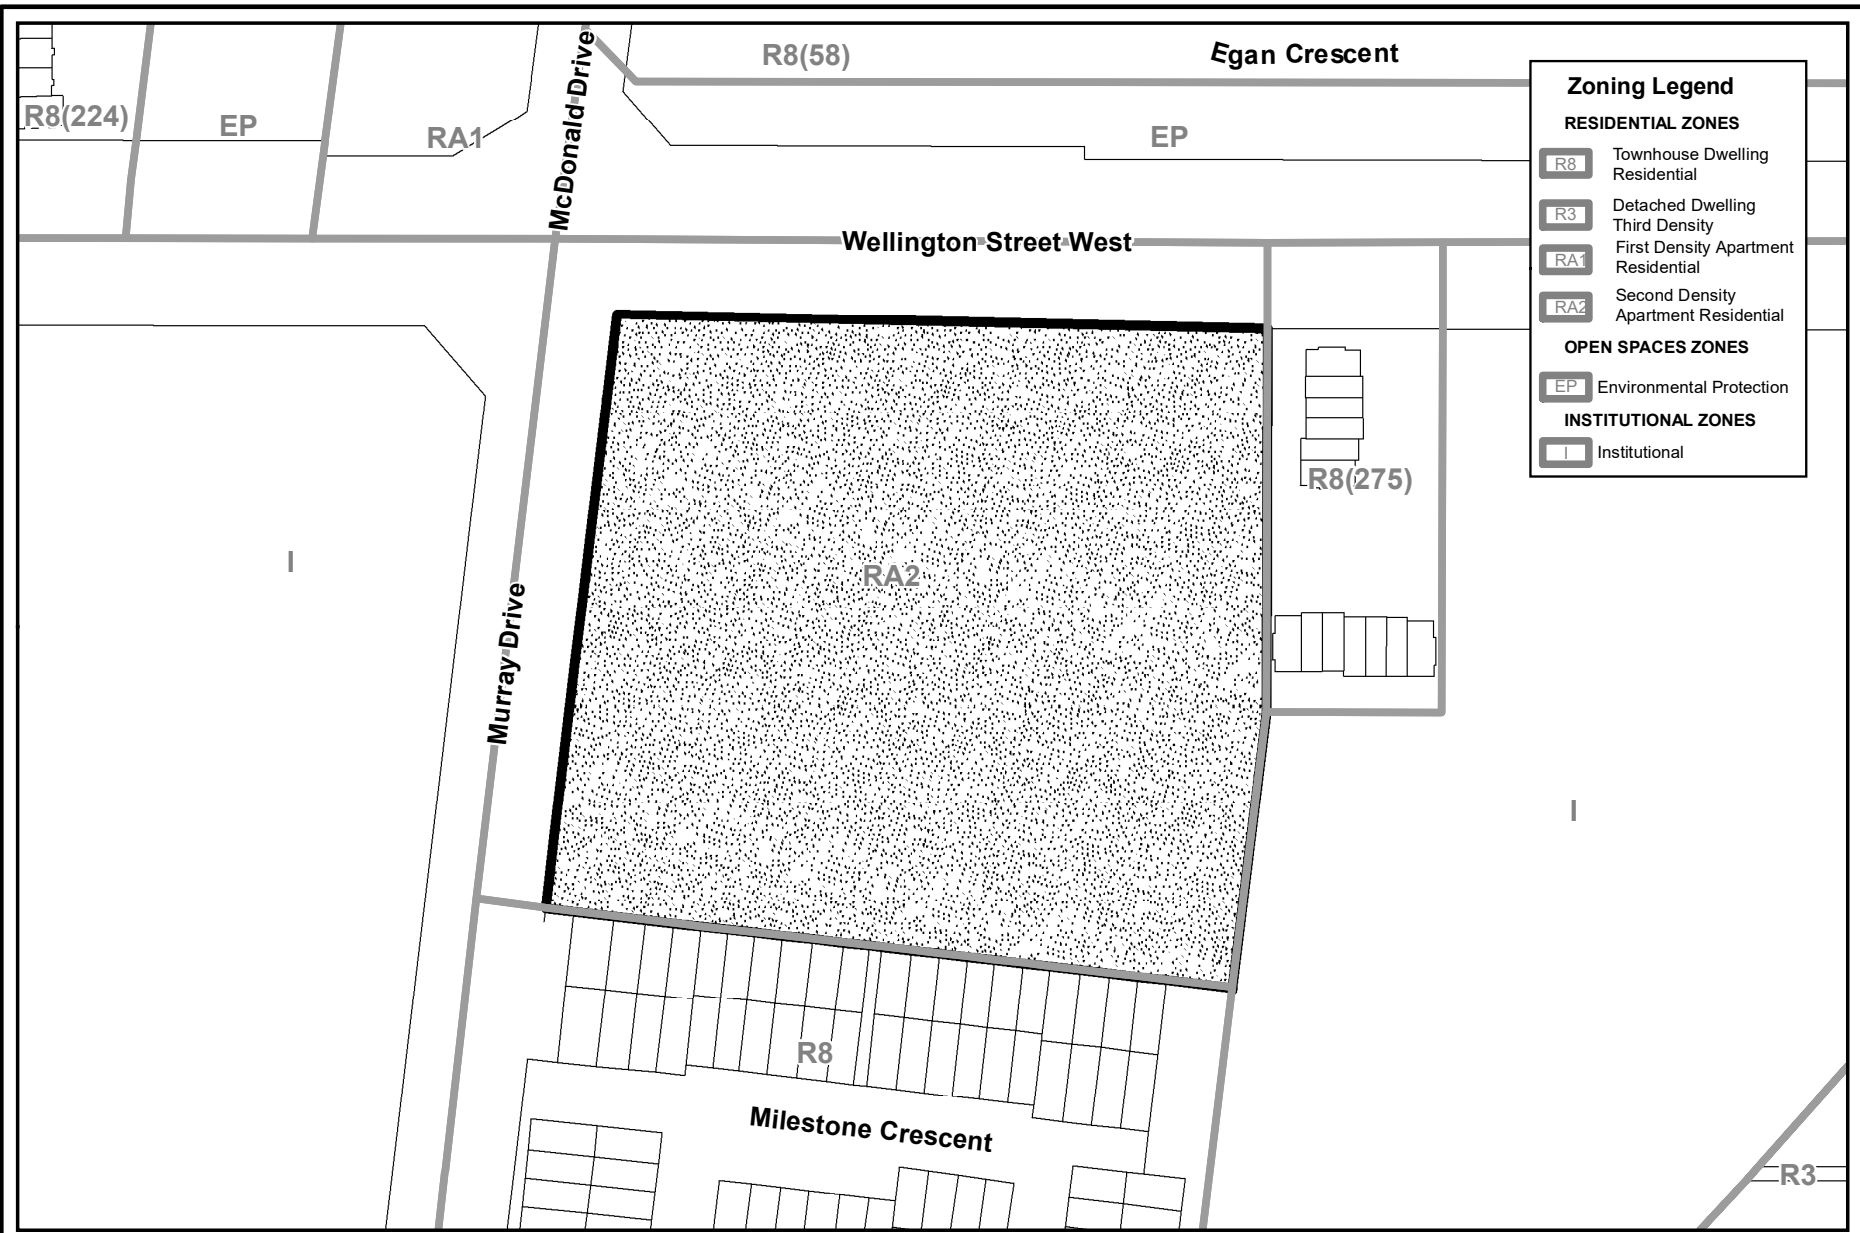 R8(58)
Egan Crescent
McDonald Drive
R8(224)
EP
RA1
EP
Wellington Street West
Zoning Legend
RESIDENTIAL ZONES
R8
Townhouse Dwelling
Residential
R3
Detached Dwelling
Third Density
RA1
First Density Apartment
Residential
RA2
Second Density
Apartment Residential
OPEN SPACES ZONES
EP
Environmental Protection
INSTITUTIONAL ZONES
I
Institutional
R8(275)
I
RA2
Murray Drive
I
R8
Milestone Crescent
R3